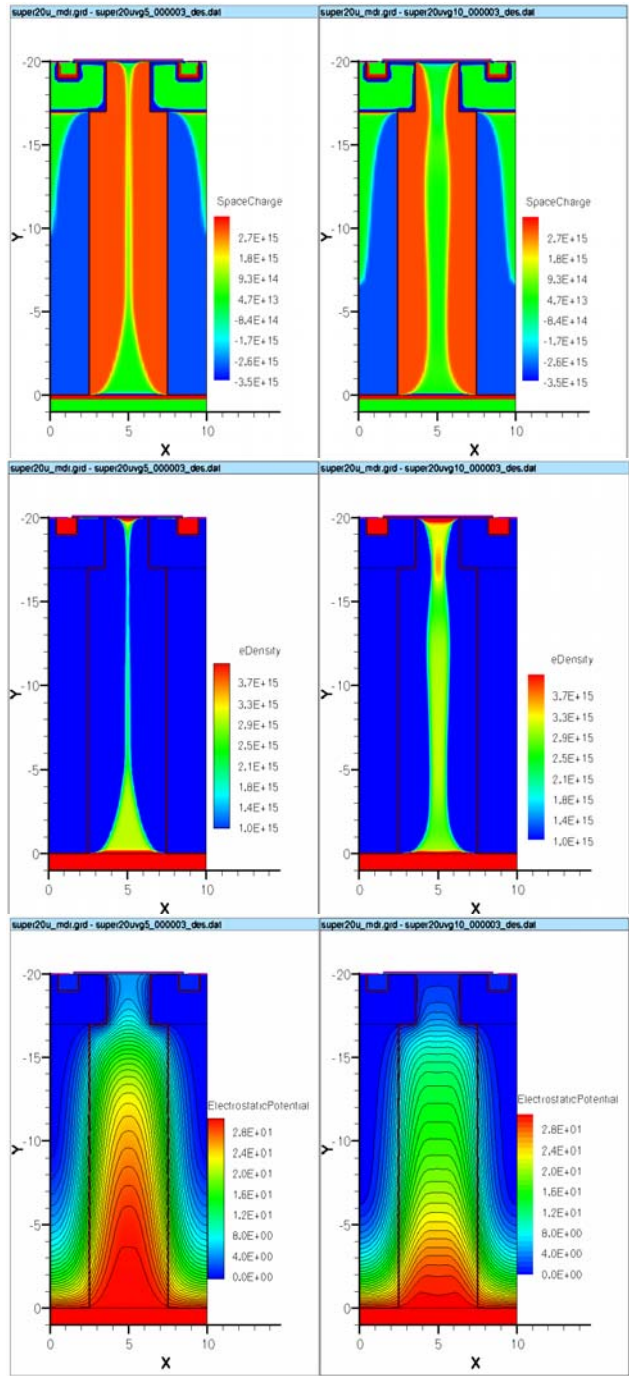 super20u_mdr.grd - super20uvg5_000003_des.dat
super20u_mdr.grd - super20uvg10_000003_des.dat
-20
-15
Y
-10
-5
0
SpaceCharge
2.7E+15
1.8E+15
9.3E+14
4.7E+13
-8.4E+14
-1.7E+15
-2.6E+15
-3.5E+15
0
5
10
X
-20
-15
Y
-10
-5
0
SpaceCharge
2.7E+15
1.8E+15
9.3E+14
4.7E+13
-8.4E+14
-1.7E+15
-2.6E+15
-3.5E+15
0
5
10
X
super20u_mdr.grd - super20uvg5_000003_des.dat
super20u_mdr.grd - super20uvg10_000003_des.dat
-20
-15
Y
-10
-5
0
eDensity
3.7E+15
3.3E+15
2.9E+15
2.5E+15
2.1E+15
1.8E+15
1.4E+15
1.0E+15
0
5
10
X
-20
-15
Y
-10
-5
0
eDensity
3.7E+15
3.3E+15
2.9E+15
2.5E+15
2.1E+15
1.8E+15
1.4E+15
1.0E+15
0
5
10
X
super20u_mdr.grd - super20uvg5_000003_des.dat
super20u_mdr.grd - super20uvg10_000003_des.dat
-20
-15
Y
-10
-5
0
ElectrostaticPotential
2.8E+01
2.4E+01
2.0E+01
1.6E+01
1.2E+01
8.0E+00
4.0E+00
0.0E+00
0
5
10
X
-20
-15
Y
-10
-5
0
ElectrostaticPotential
2.8E+01
2.4E+01
2.0E+01
1.6E+01
1.2E+01
8.0E+00
4.0E+00
0.0E+00
0
5
10
X